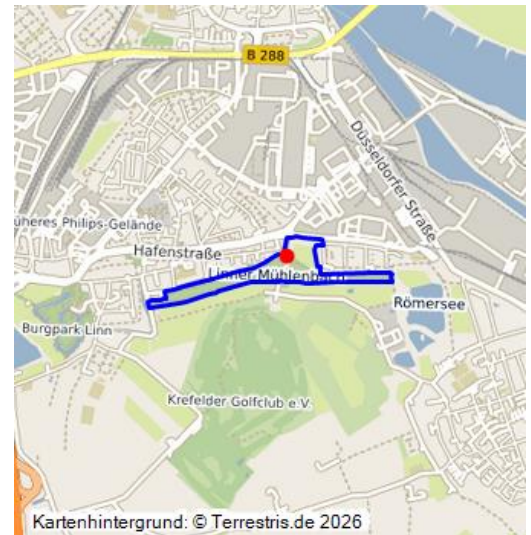 B 288
Düsseldorfer Straße
üheres Philips-Gelände
Hafenstraße
Linner Mühlenbach
Römersee
Burgpark Linn
Krefelder Golfclub e.V.
Kartenhintergrund: © Terrestris.de 2026